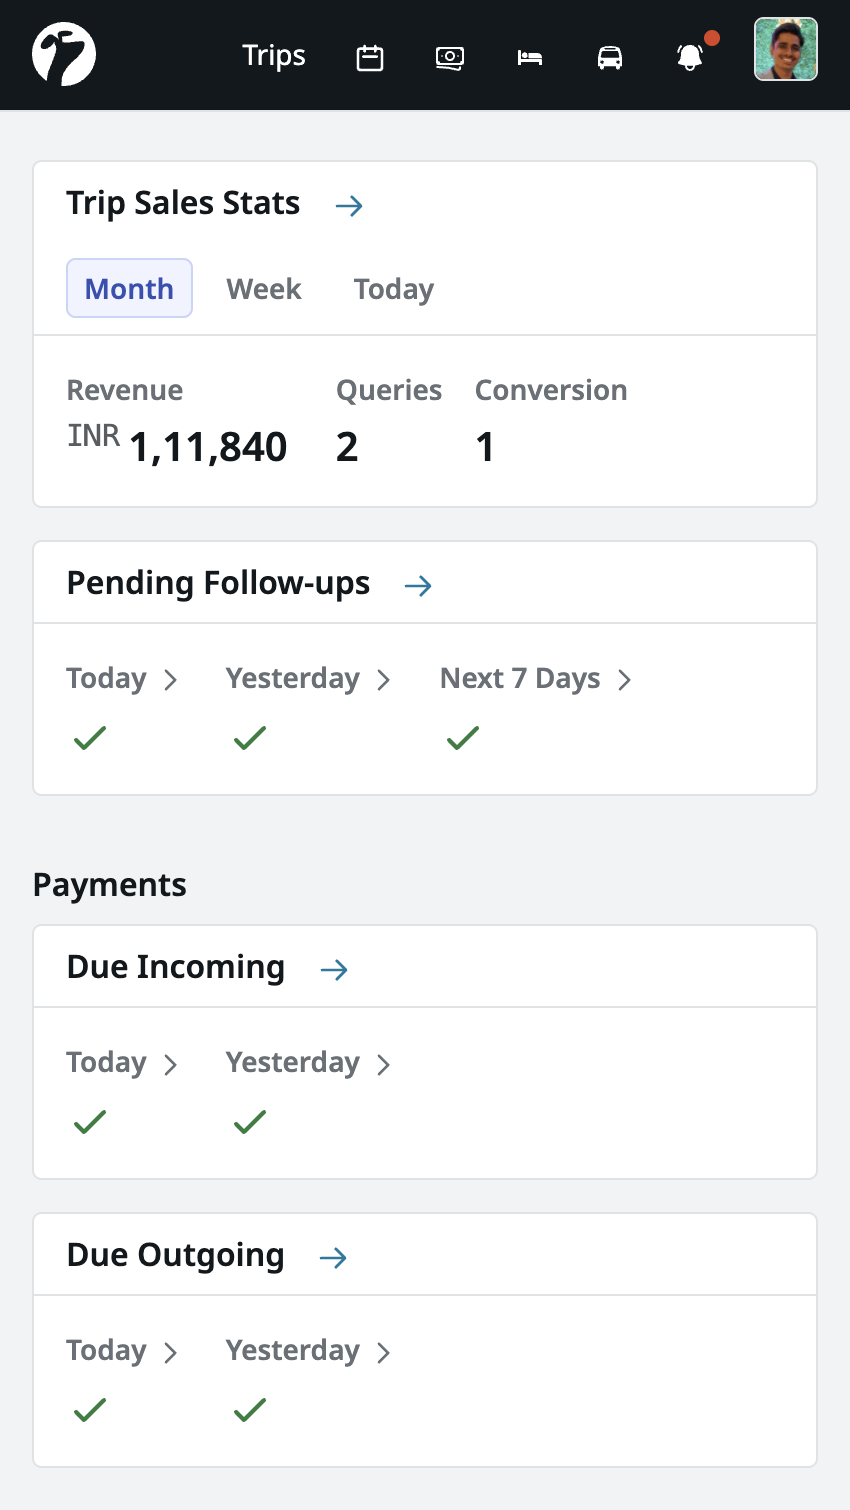 Trips
Trip Sales Stats
Month Week Today
Revenue Queries Conversion
INR 1,11,840 2 1
Pending Follow-ups
Today Yesterday Next 7 Days
Payments
Due Incoming
Today Yesterday
Due Outgoing
Today Yesterday